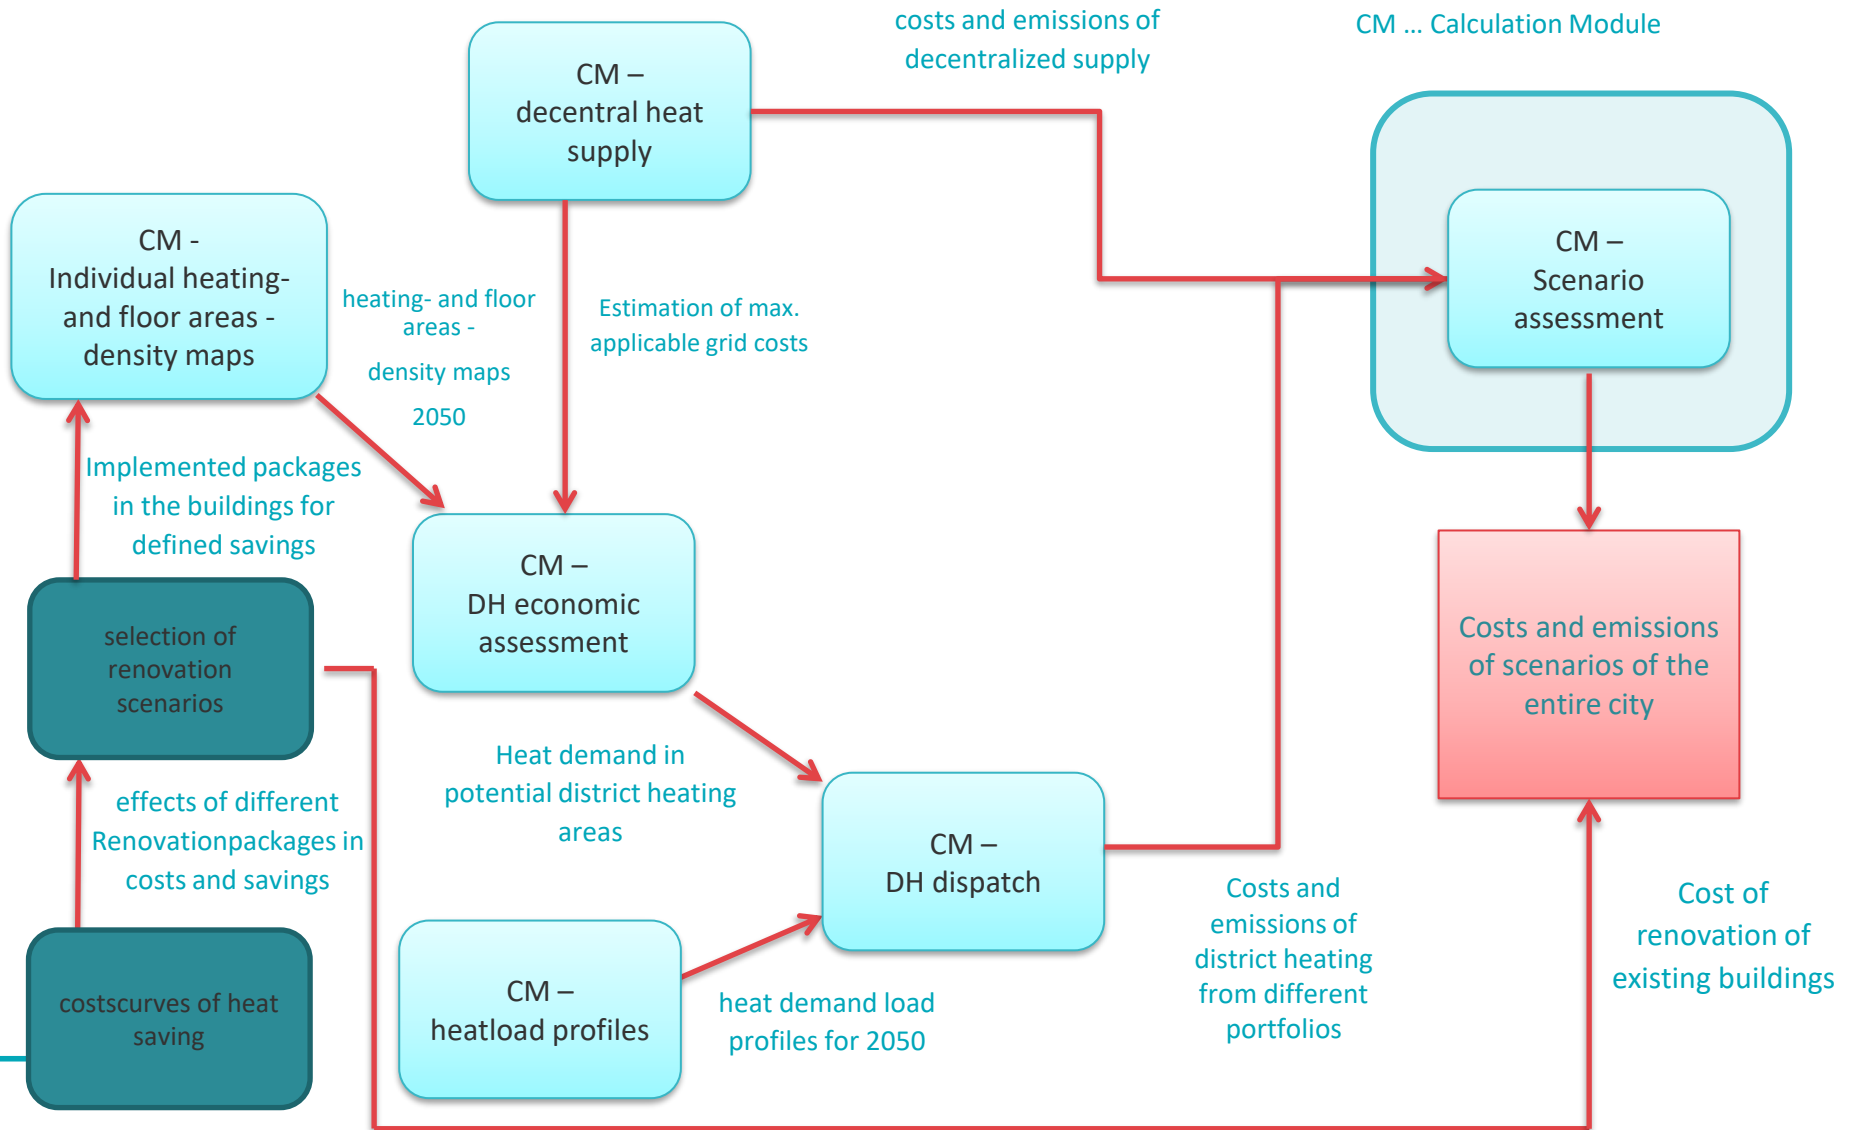 costs and emissions of
decentralized supply
CM … Calculation Module
CM –
decentral heat
supply
CM -
Individual heating-
and floor areas -
density maps
heating- and floor
areas -
density maps
2050
Estimation of max.
applicable grid costs
CM –
Scenario
assessment
Implemented packages
in the buildings for
defined savings
CM –
DH economic
assessment
selection of
renovation
scenarios
Costs and emissions
of scenarios of the
entire city
Heat demand in
potential district heating
areas
effects of different
Renovationpackages in
costs and savings
CM –
DH dispatch
Costs and
emissions of
district heating
from different
portfolios
Cost of
renovation of
existing buildings
costscurves of heat
saving
CM –
heatload profiles
heat demand load
profiles for 2050